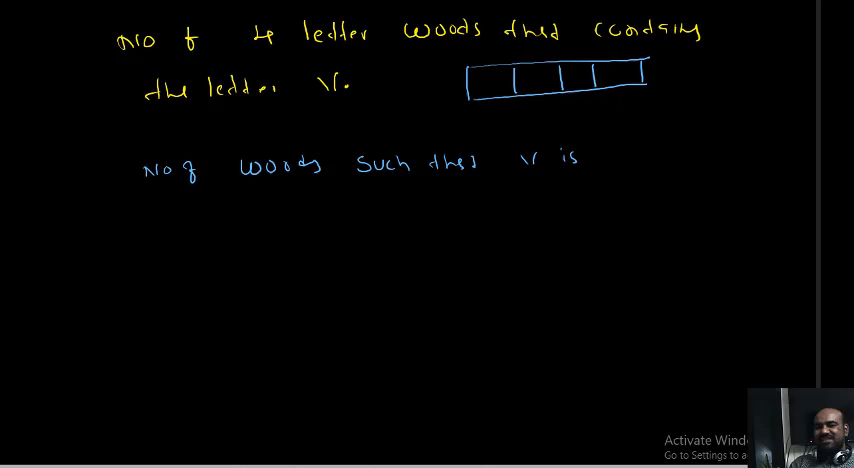 No of 4 letter words that contains
the letter V.
No of words such that V is
Activate Wind
Go to Settings to a